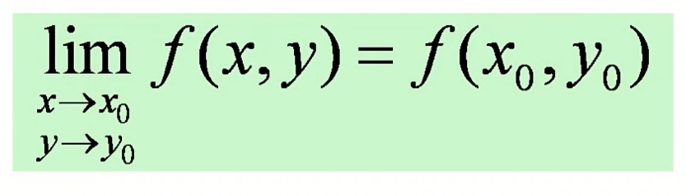 lim f(x, y) = f(x₀, y₀)
x→x₀
y→y₀